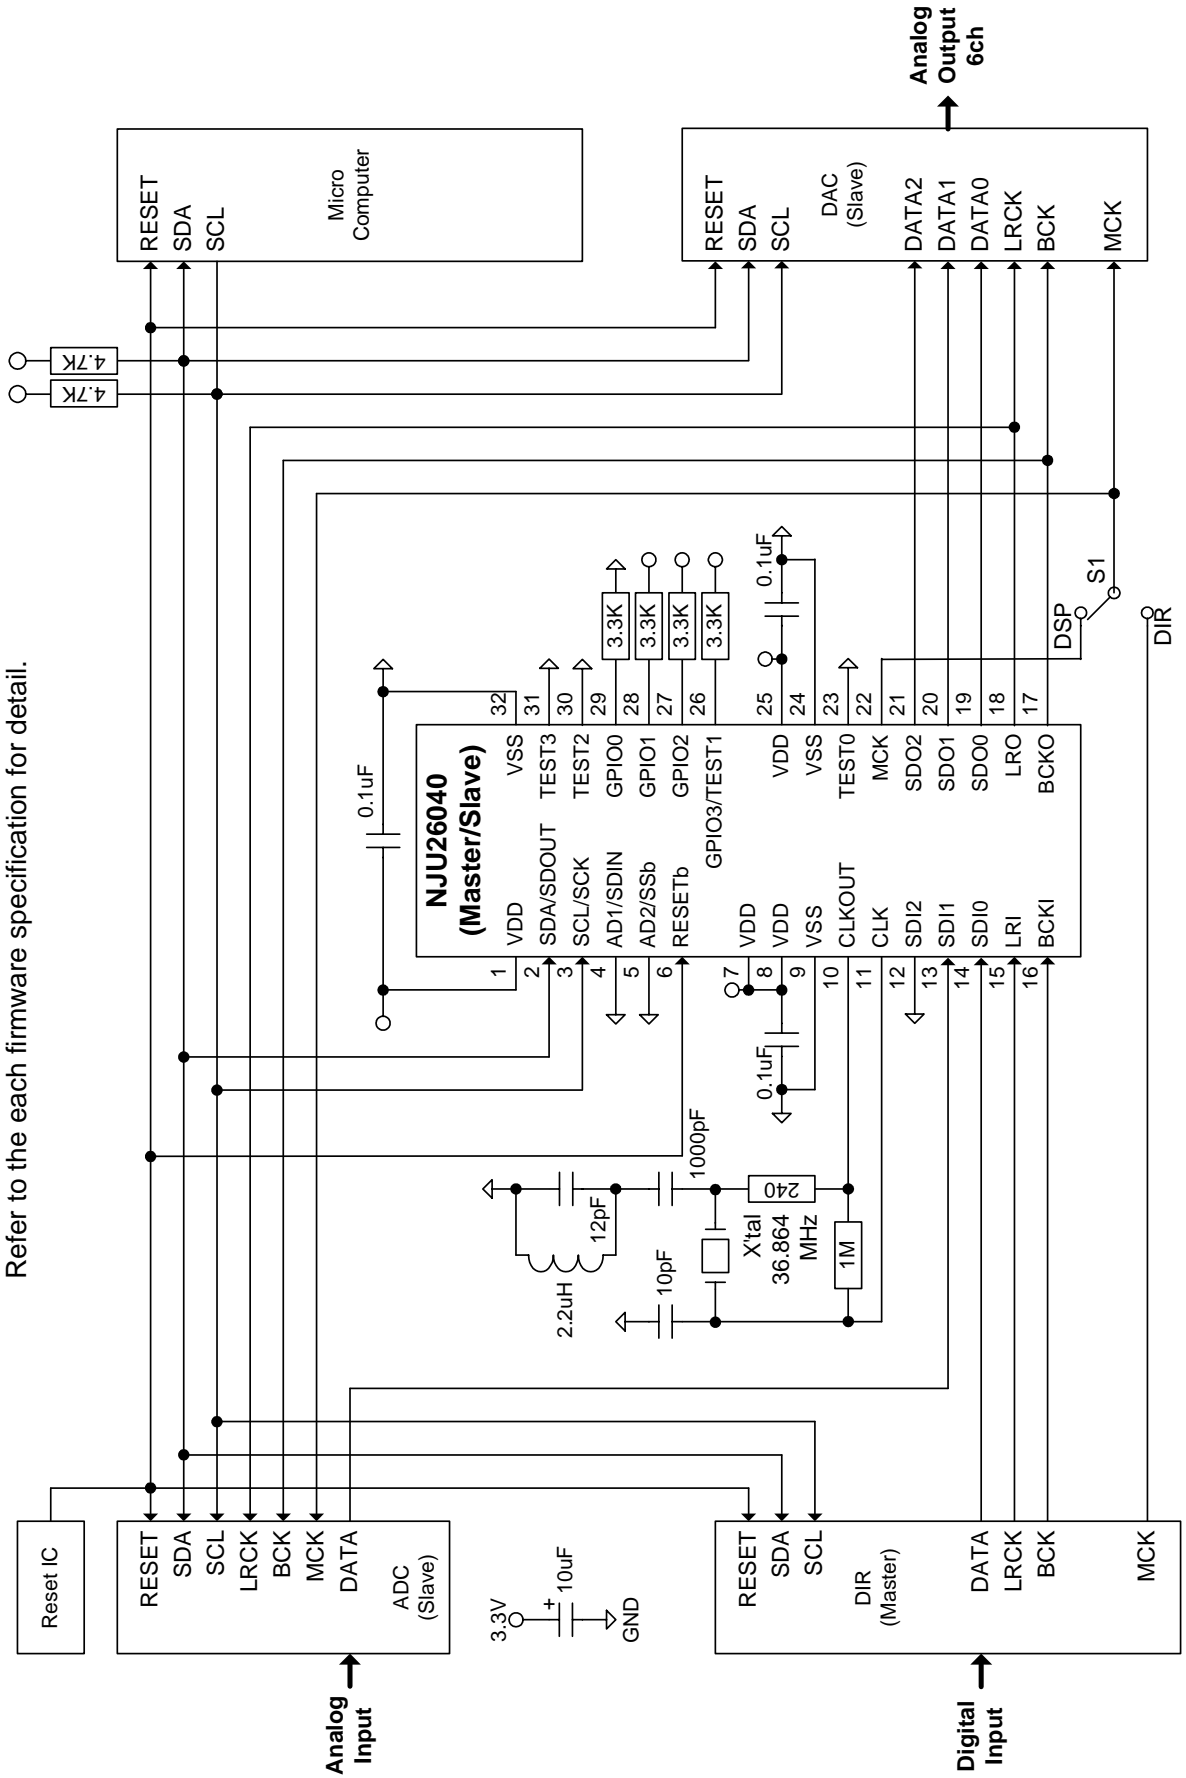 Refer to the each firmware specification for detail.
Reset IC
RESET
SDA
SCL
LRCK
BCK
MCK
DATA
ADC
(Slave)
Analog
Input
3.3V
+
10uF
GND
RESET
SDA
SCL
DIR
(Master)
DATA
LRCK
BCK
MCK
Digital
Input
2.2uH
12pF
10pF
1000pF
X'tal
36.864
MHz
240
1M
0.1uF
0.1uF
NJU26040
(Master/Slave)
1 VDD
2 SDA/SDOUT
3 SCL/SCK
4 AD1/SDIN
5 AD2/SSb
6 RESETb
7 VDD
8 VDD
9 VSS
10 CLKOUT
11 CLK
12 SDI2
13 SDI1
14 SDI0
15 LRI
16 BCKI
VSS 32
TEST3 31
TEST2 30
GPIO0 29
GPIO1 28
GPIO2 27
GPIO3/TEST1 26
VDD 25
VSS 24
TEST0 23
MCK 22
SDO2 21
SDO1 20
SDO0 19
LRO 18
BCKO 17
3.3K
3.3K
3.3K
3.3K
0.1uF
DSP
S1
DIR
4.7K
4.7K
RESET
SDA
SCL
Micro
Computer
RESET
SDA
SCL
DAC
(Slave)
DATA2
DATA1
DATA0
LRCK
BCK
MCK
Analog
Output
6ch